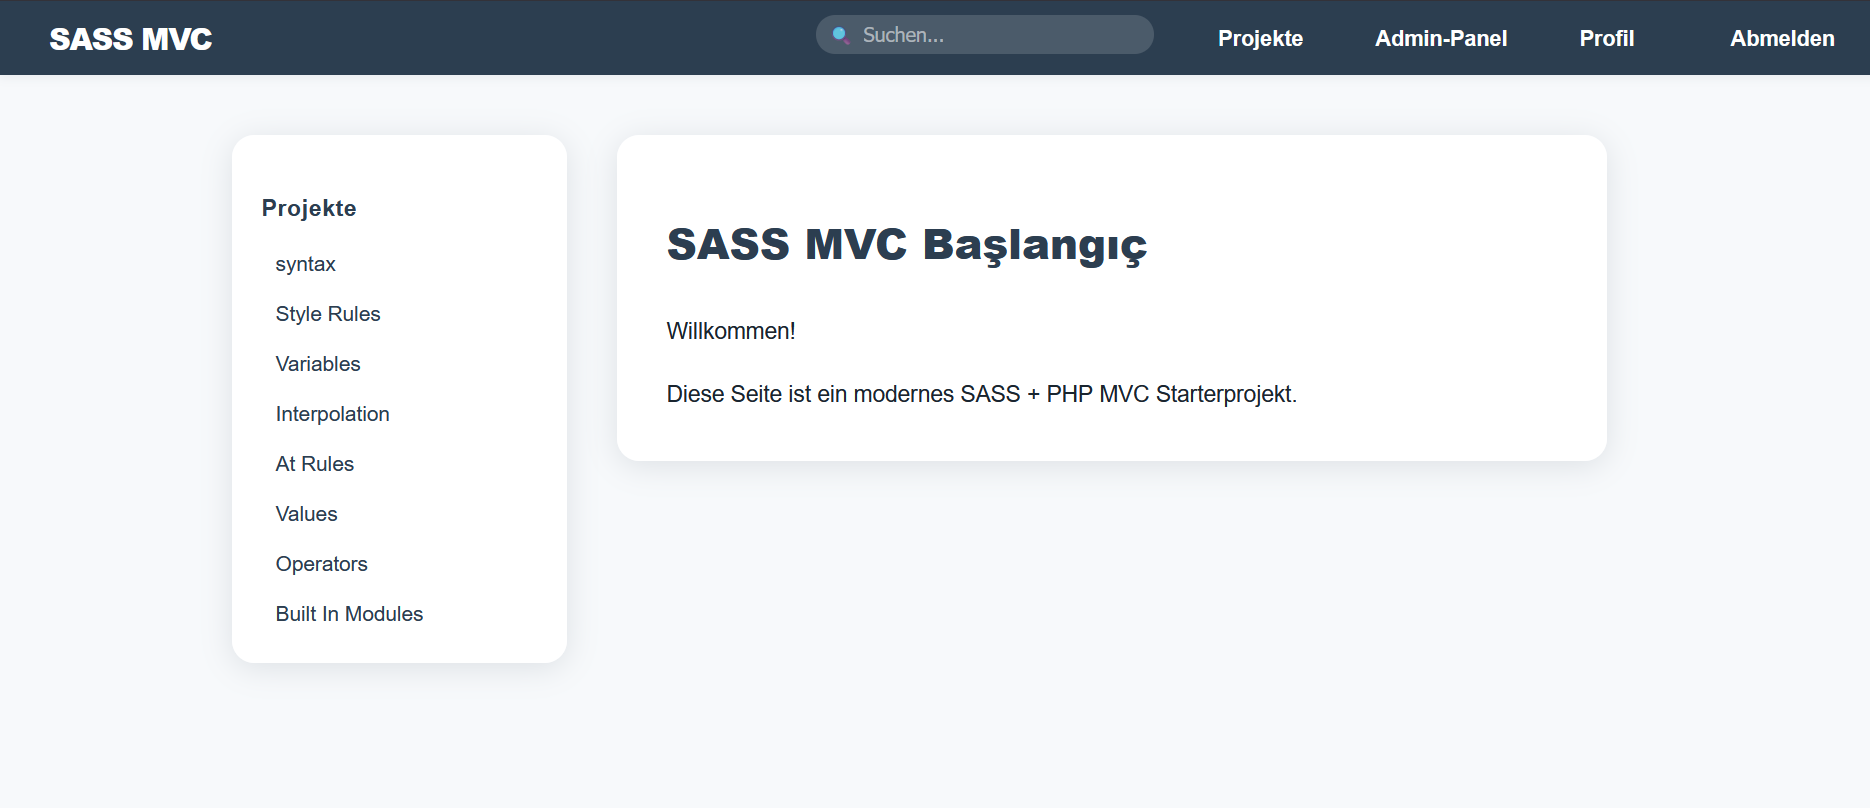 SASS MVC
Suchen...
Projekte
Admin-Panel
Profil
Abmelden
Projekte
syntax
Style Rules
Variables
Interpolation
At Rules
Values
Operators
Built In Modules
SASS MVC Başlangıç
Willkommen!
Diese Seite ist ein modernes SASS + PHP MVC Starterprojekt.